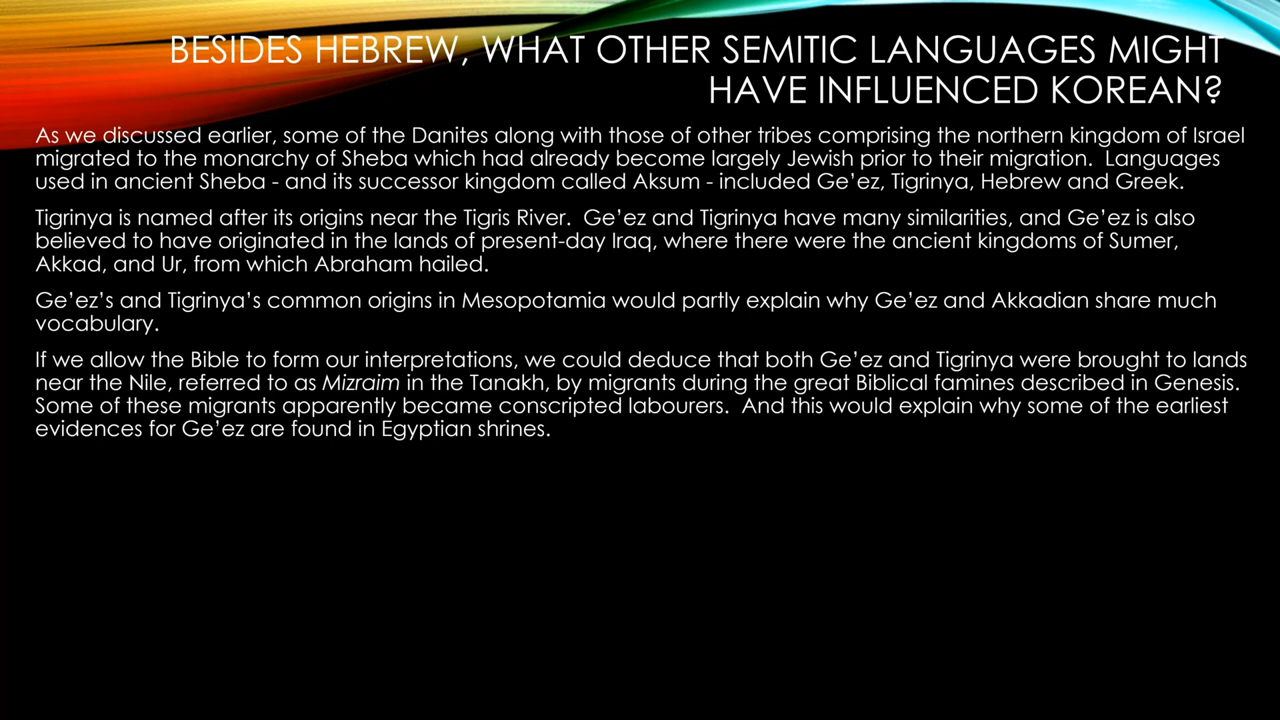 BESIDES HEBREW, WHAT OTHER SEMITIC LANGUAGES MIGHT
HAVE INFLUENCED KOREAN?
As we discussed earlier, some of the Danites along with those of other tribes comprising the northern kingdom of Israel
migrated to the monarchy of Sheba which had already become largely Jewish prior to their migration.  Languages
used in ancient Sheba - and its successor kingdom called Aksum - included Ge’ez, Tigrinya, Hebrew and Greek.
Tigrinya is named after its origins near the Tigris River.  Ge’ez and Tigrinya have many similarities, and Ge’ez is also
believed to have originated in the lands of present-day Iraq, where there were the ancient kingdoms of Sumer,
Akkad, and Ur, from which Abraham hailed.
Ge’ez’s and Tigrinya’s common origins in Mesopotamia would partly explain why Ge’ez and Akkadian share much
vocabulary.
If we allow the Bible to form our interpretations, we could deduce that both Ge’ez and Tigrinya were brought to lands
near the Nile, referred to as Mizraim in the Tanakh, by migrants during the great Biblical famines described in Genesis.
Some of these migrants apparently became conscripted labourers.  And this would explain why some of the earliest
evidences for Ge’ez are found in Egyptian shrines.